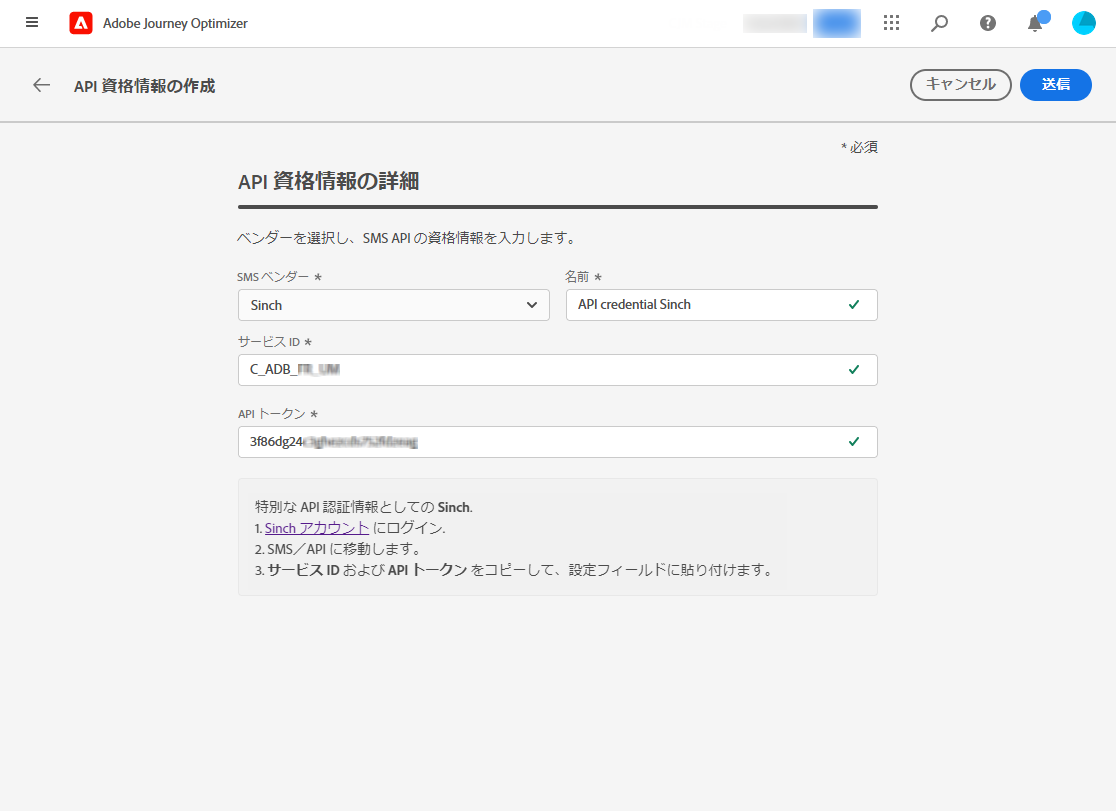 Adobe Journey Optimizer
API 資格情報の作成
キャンセル
送信
* 必須
API 資格情報の詳細
ベンダーを選択し、SMS API の資格情報を入力します。
SMS ベンダー *
名前 *
Sinch
API credential Sinch
サービス ID *
C_ADB_
API トークン *
3f86dg24
特別な API 認証情報としての Sinch.
1. Sinch アカウント にログイン.
2. SMS／API に移動します。
3. サービス ID および API トークン をコピーして、設定フィールドに貼り付けます。